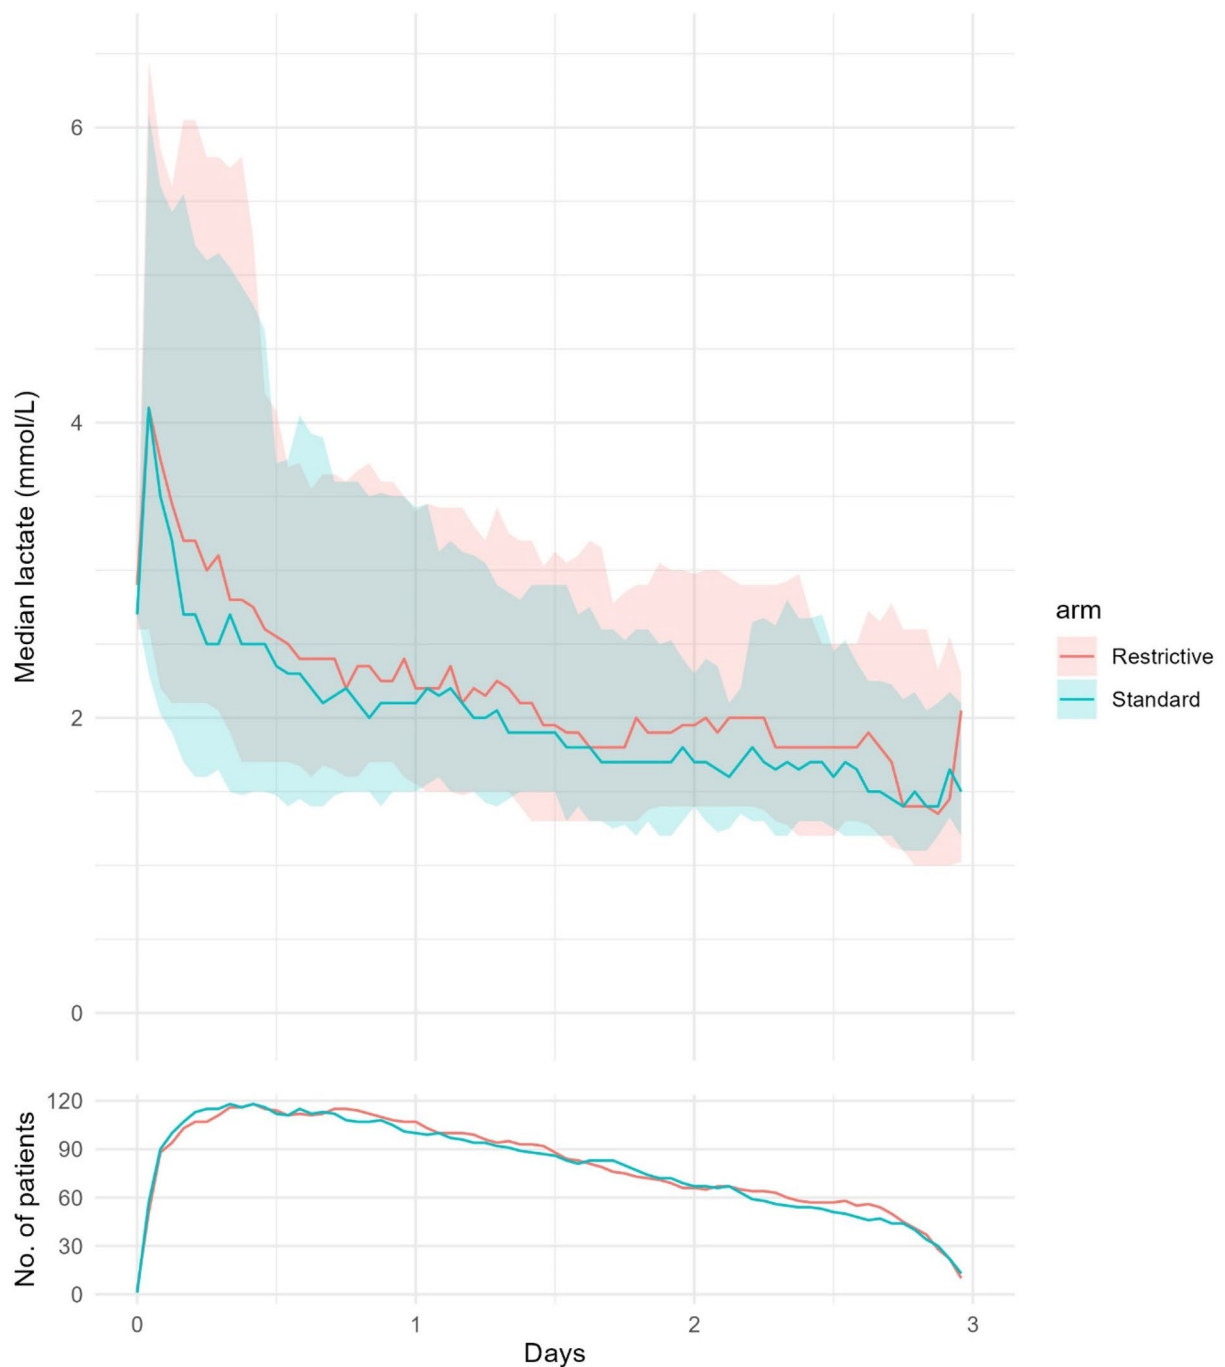 Median lactate (mmol/L)
6
4
2
0
arm
Restrictive
Standard
No. of patients
120
90
60
30
0
0 1 2 3
Days